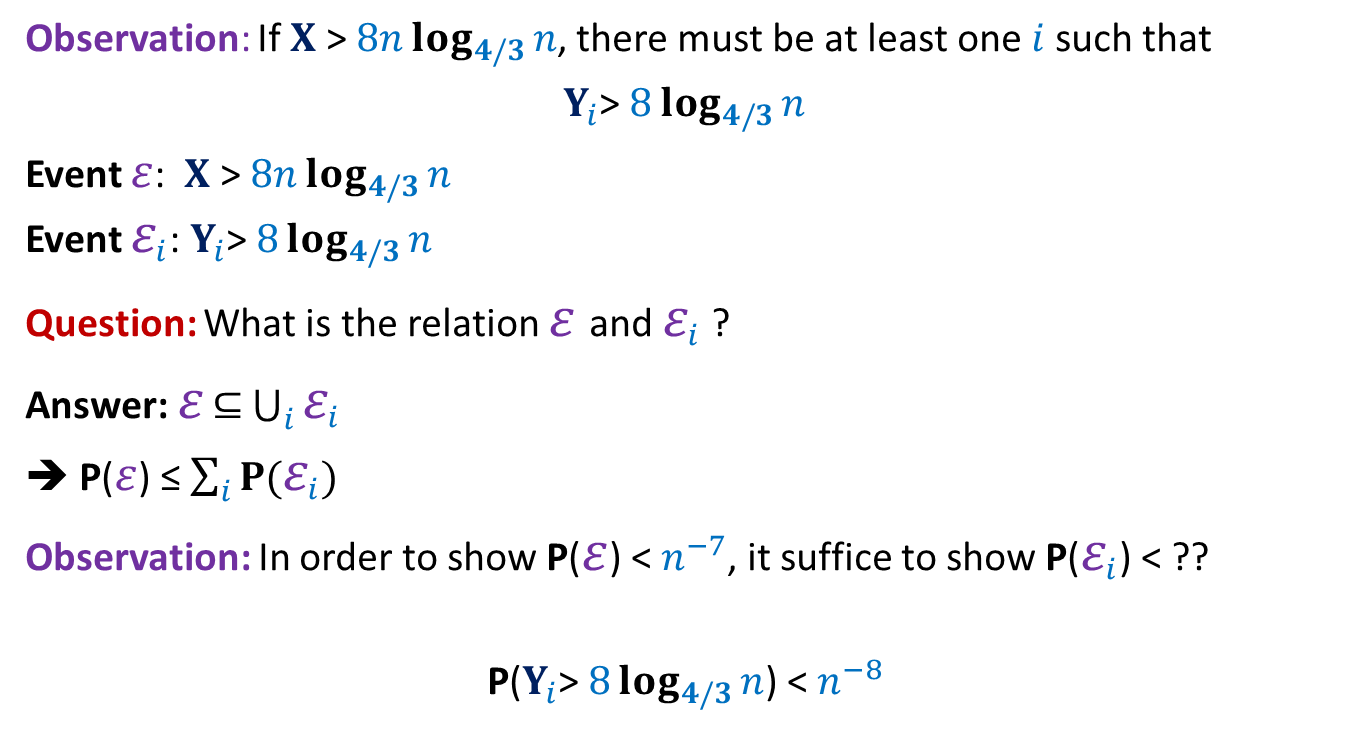 Observation: If X > 8n log₄/₃ n, there must be at least one i such that
Yᵢ> 8 log₄/₃ n
Event ℰ: X > 8n log₄/₃ n
Event ℰᵢ: Yᵢ> 8 log₄/₃ n
Question: What is the relation ℰ and ℰᵢ ?
Answer: ℰ ⊆ ⋃ᵢ ℰᵢ
➔ P(ℰ) ≤ ∑ᵢ P(ℰᵢ)
Observation: In order to show P(ℰ) < n⁻⁷, it suffice to show P(ℰᵢ) < ??
P(Yᵢ> 8 log₄/₃ n) < n⁻⁸